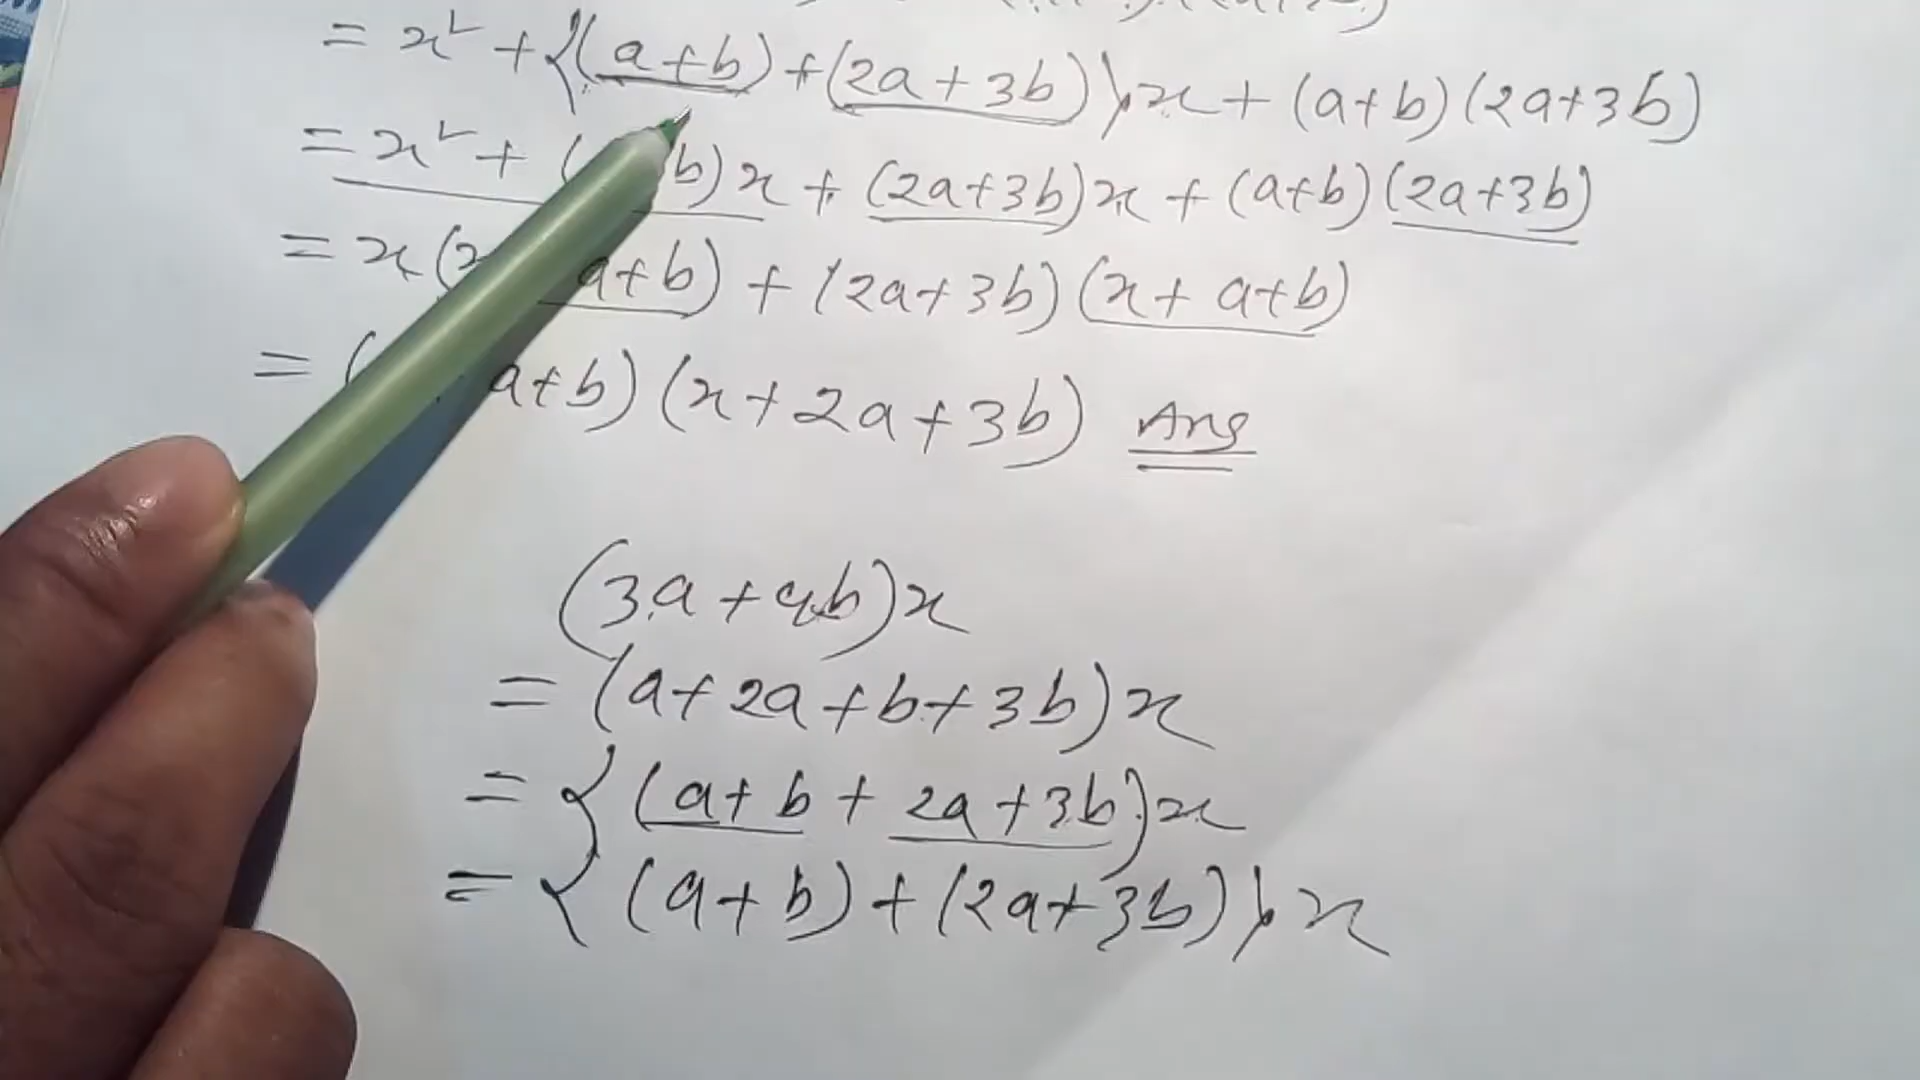 = x² + {(a+b) + (2a+3b)}x + (a+b)(2a+3b)
= x² + ( b)x + (2a+3b)x + (a+b)(2a+3b)
= x(x a+b) + (2a+3b)(x+a+b)
= ( a+b)(x+2a+3b) Ans
(3a+4b)x
= (a+2a+b+3b)x
= {(a+b+2a+3b)x
= {(a+b)+(2a+3b)}x